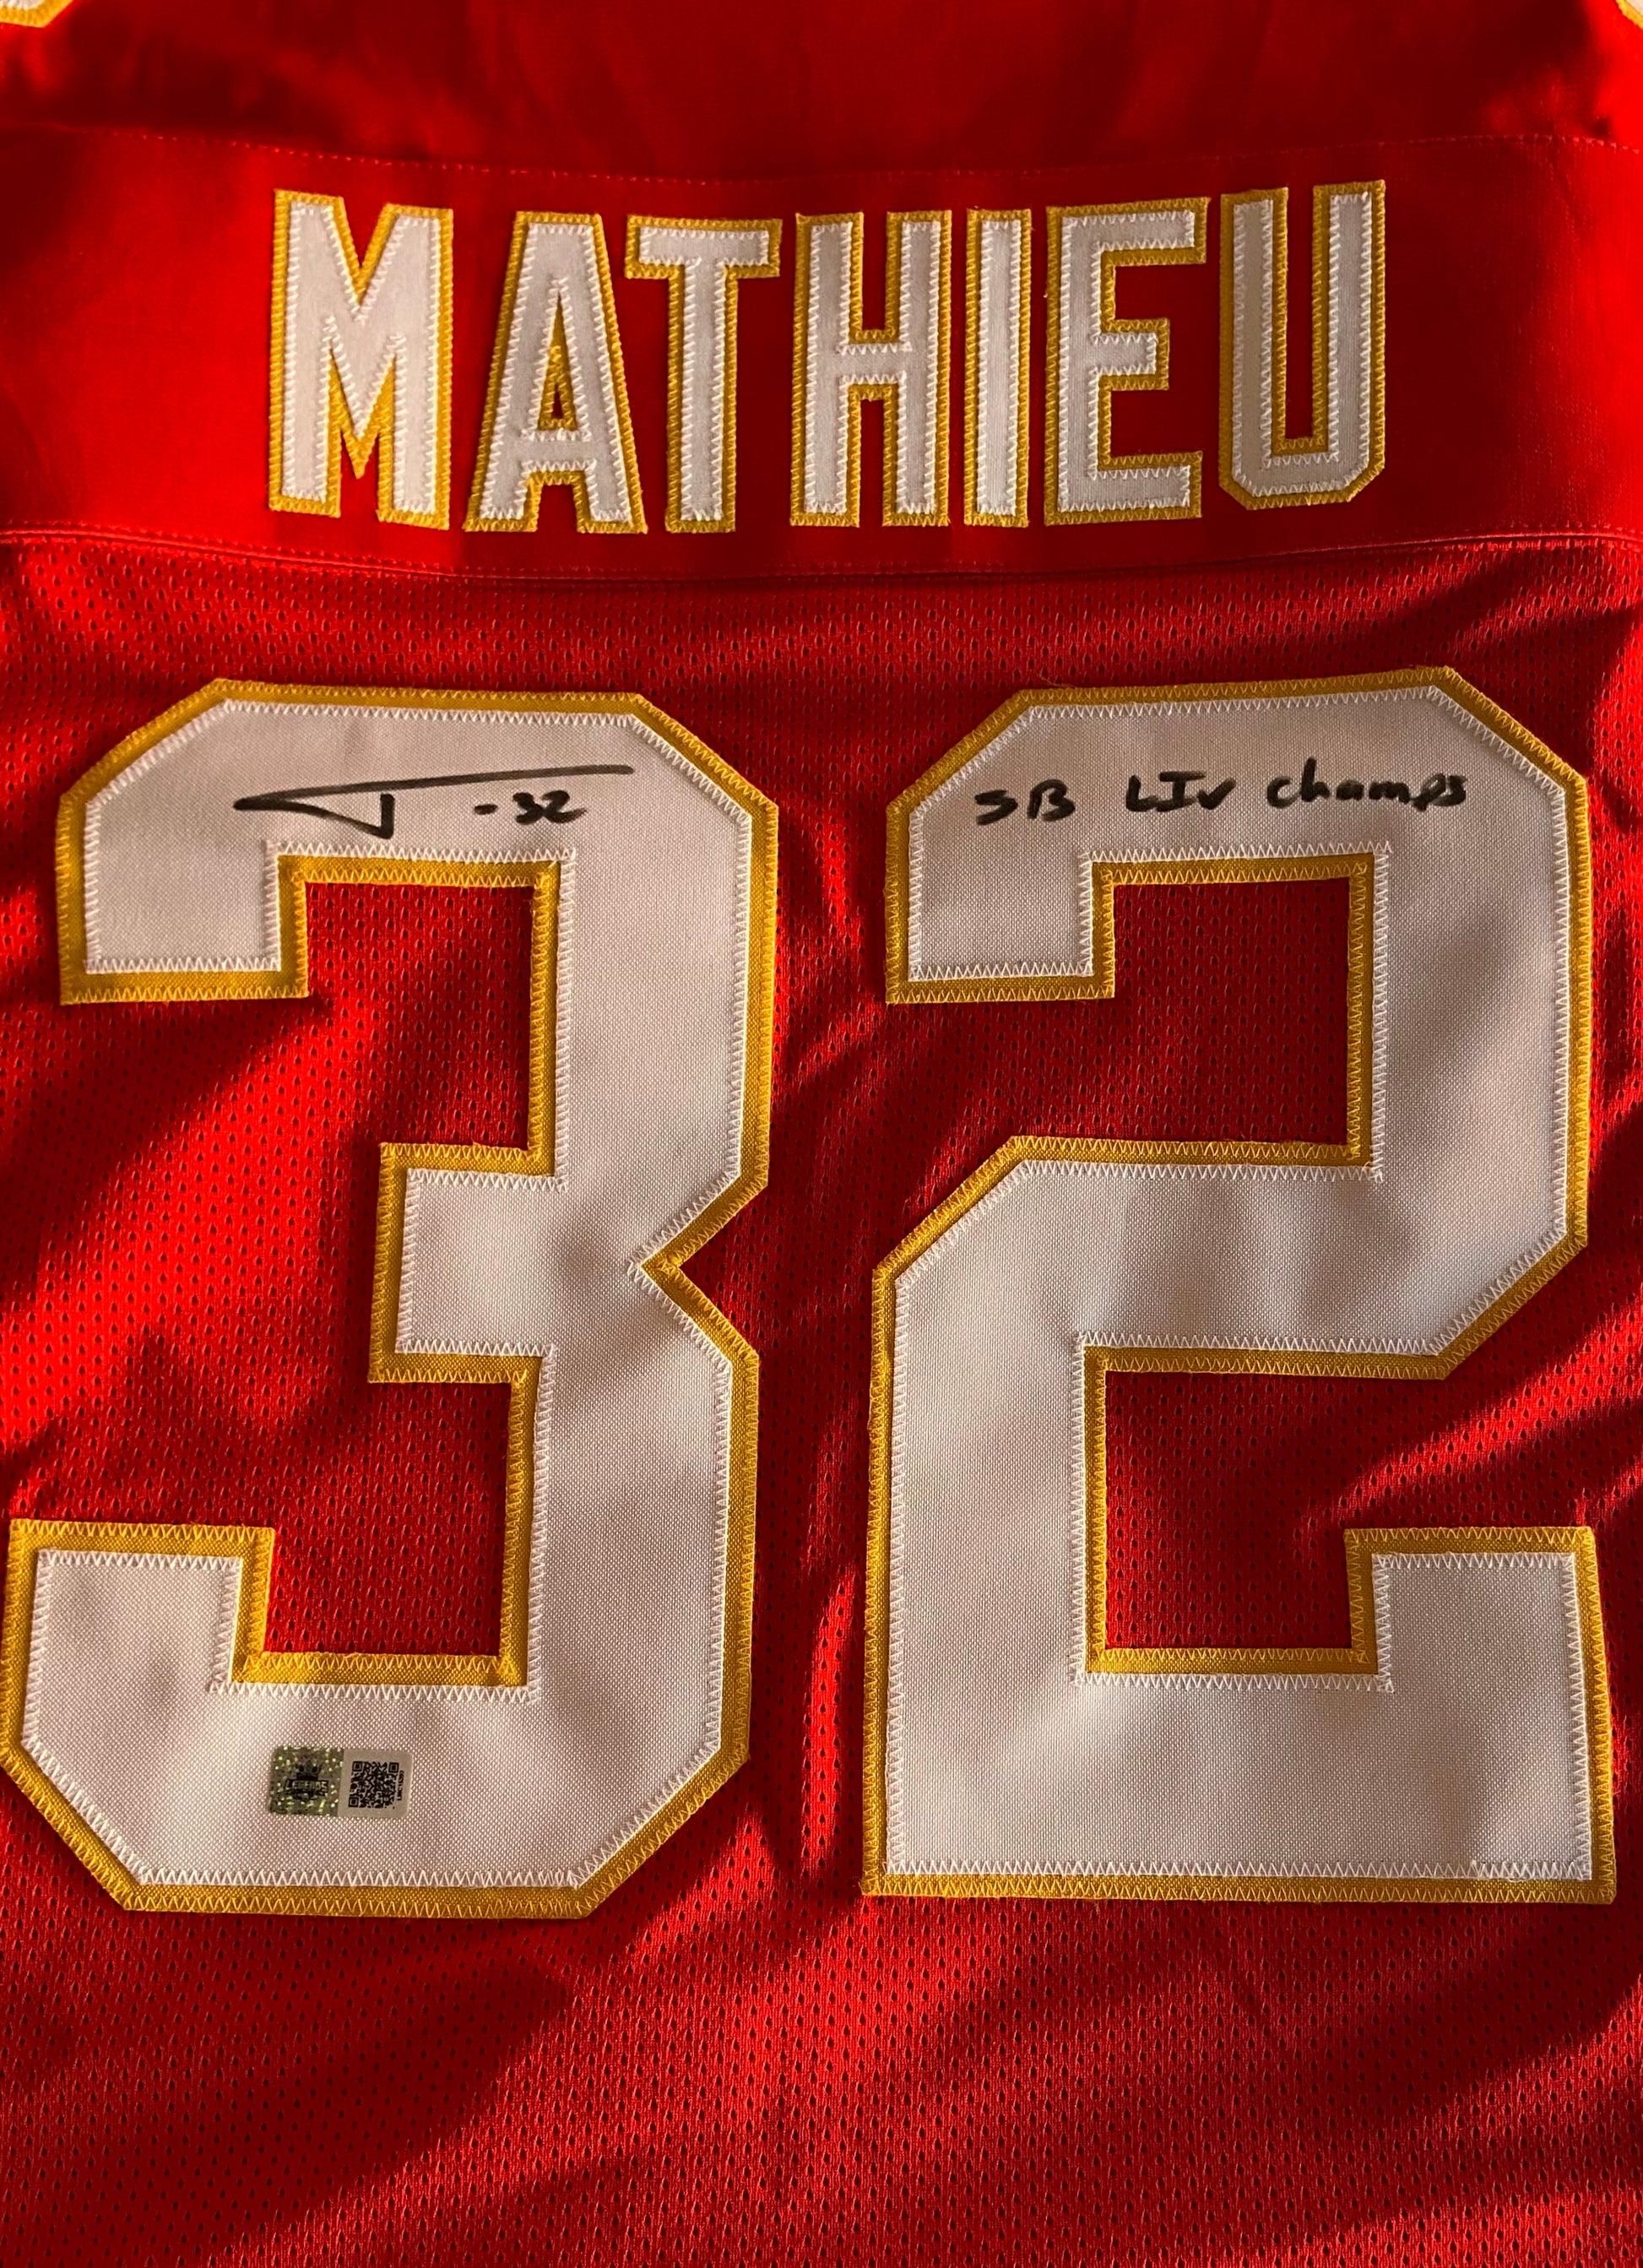 MATHIEU
32
T -32
SB LIV champs